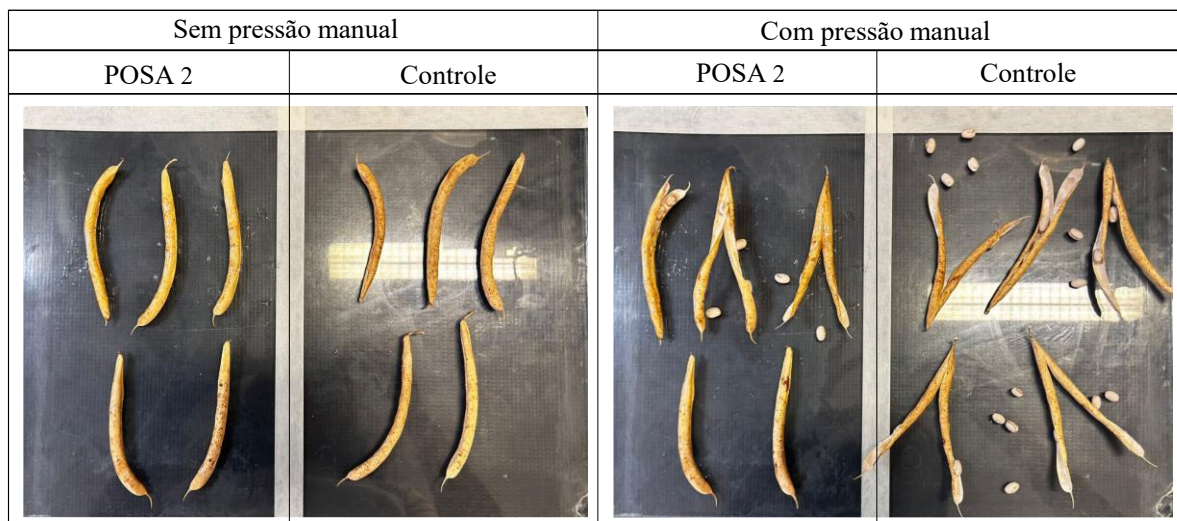 Sem pressão manual
Com pressão manual
POSA 2
Controle
POSA 2
Controle